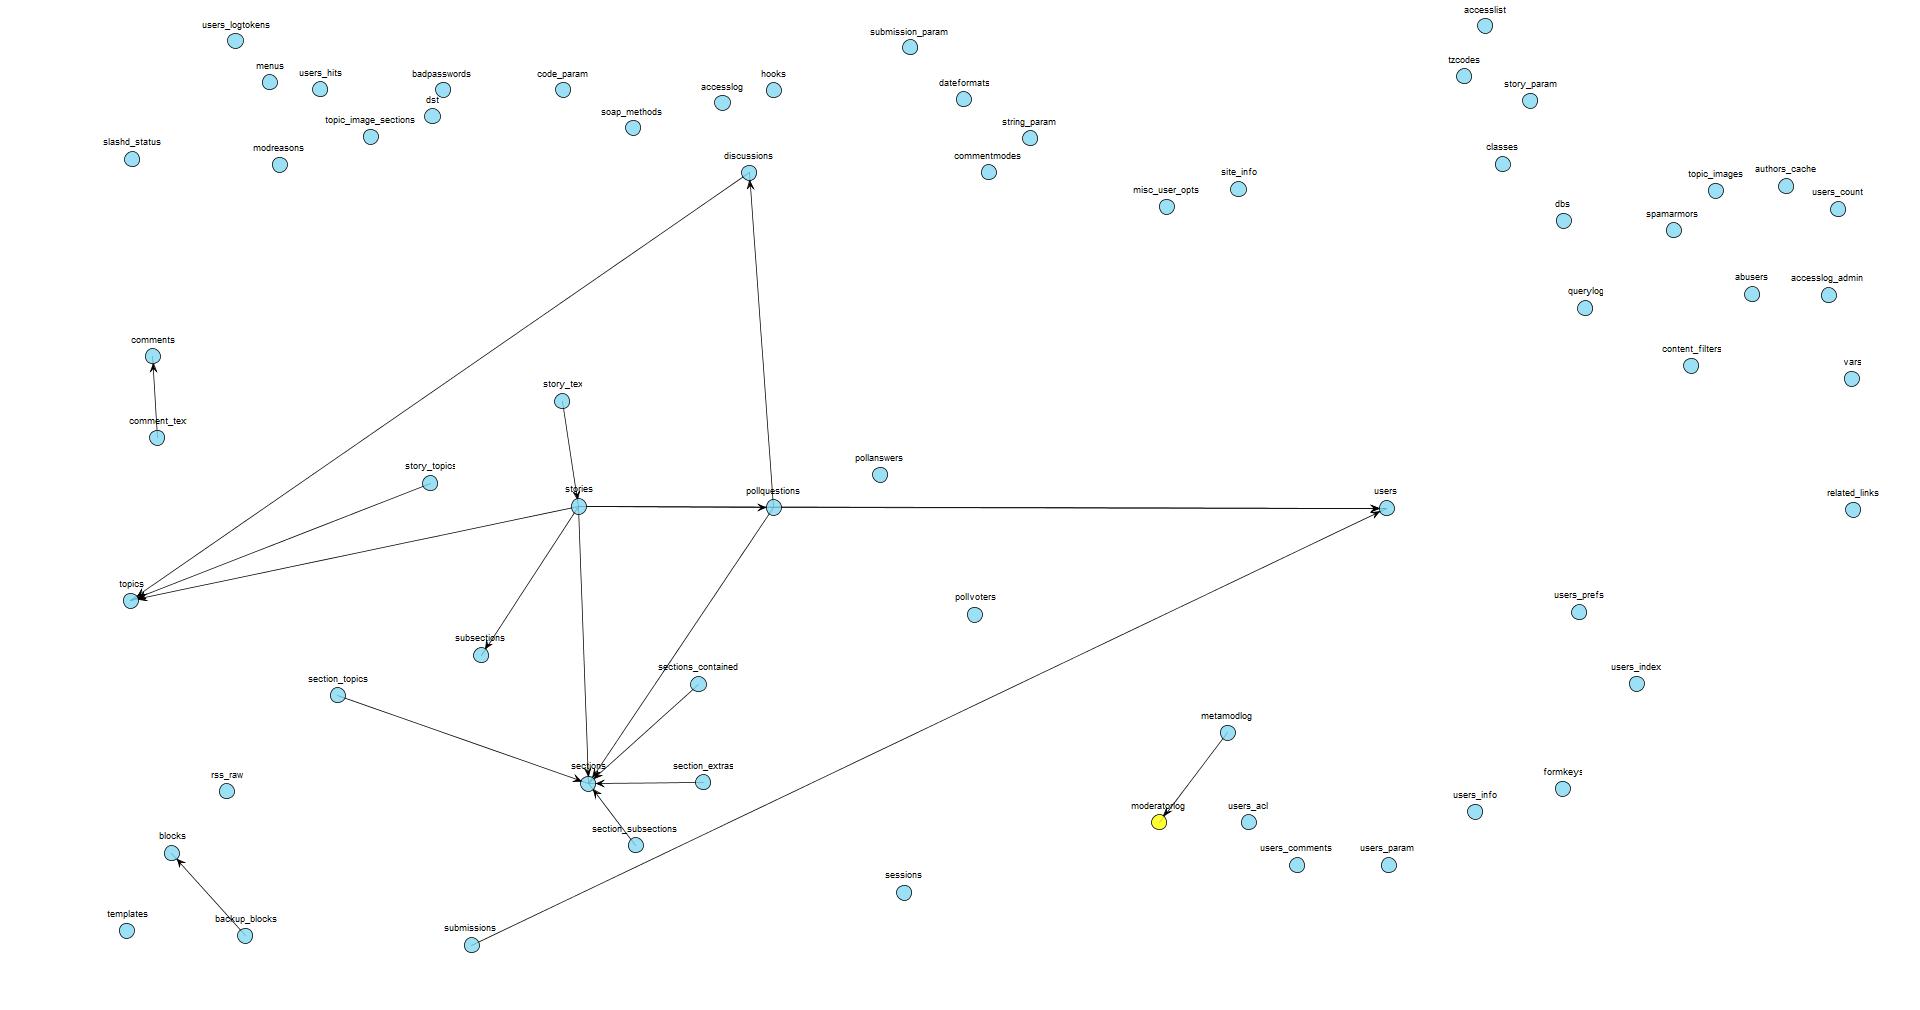 accesslist
users_logtokens
submission_param
tzcodes
menus
users_hits
badpasswords
code_param
hooks
accesslog
dateformats
story_param
dst
soap_methods
topic_image_sections
string_param
slashd_status
modreasons
discussions
commentmodes
classes
site_info
topic_images
authors_cache
misc_user_opts
users_count
dbs
spamarmors
abusers
accesslog_admin
querylog
comments
content_filters
vars
story_tex
comment_tex
pollanswers
story_topics
stories
pollquestions
users
related_links
topics
pollvoters
users_prefs
subsections
sections_contained
users_index
section_topics
metamodlog
sections
section_extras
rss_raw
formkeys
users_info
moderatorlog
users_acl
section_subsections
blocks
users_comments
users_param
sessions
templates
backup_blocks
submissions